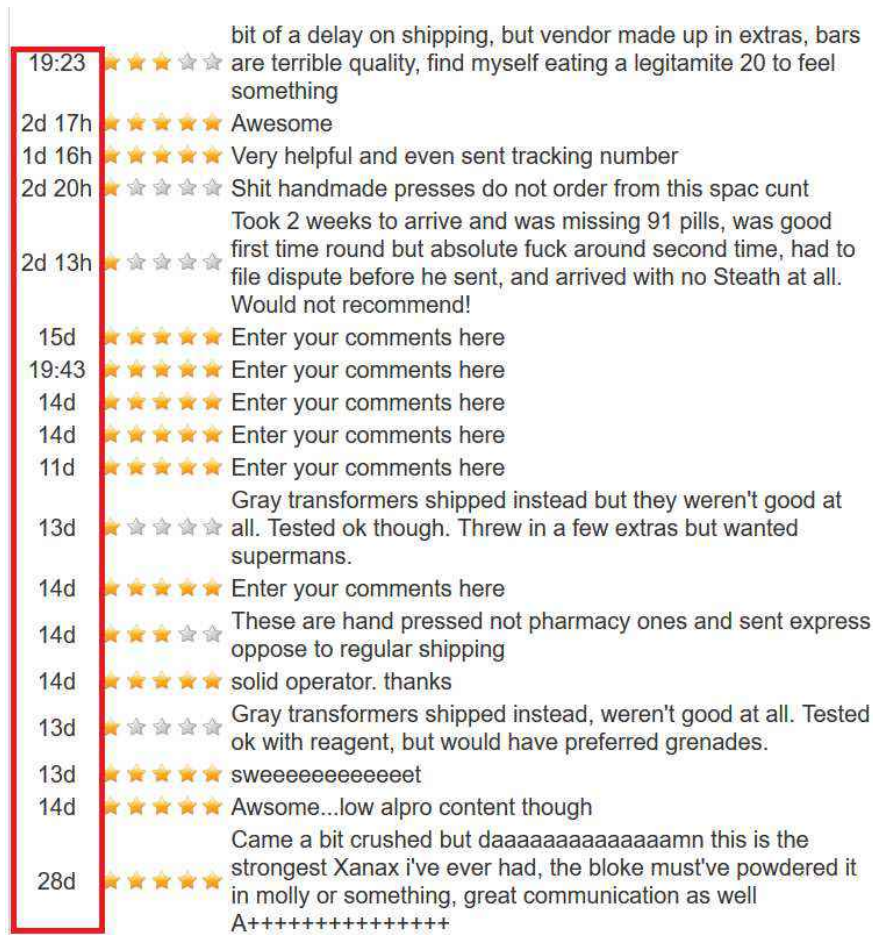 bit of a delay on shipping, but vendor made up in extras, bars
19:23 are terrible quality, find myself eating a legitamite 20 to feel
something
2d 17h Awesome
1d 16h Very helpful and even sent tracking number
2d 20h Shit handmade presses do not order from this spac cunt
Took 2 weeks to arrive and was missing 91 pills, was good
2d 13h first time round but absolute fuck around second time, had to
file dispute before he sent, and arrived with no Steath at all.
Would not recommend!
15d Enter your comments here
19:43 Enter your comments here
14d Enter your comments here
14d Enter your comments here
11d Enter your comments here
Gray transformers shipped instead but they weren't good at
13d all. Tested ok though. Threw in a few extras but wanted
supermans.
14d Enter your comments here
14d These are hand pressed not pharmacy ones and sent express
oppose to regular shipping
14d solid operator. thanks
13d Gray transformers shipped instead, weren't good at all. Tested
ok with reagent, but would have preferred grenades.
13d sweeeeeeeeeeeet
14d Awsome...low alpro content though
Came a bit crushed but daaaaaaaaaaaaaamn this is the
28d strongest Xanax i've ever had, the bloke must've powdered it
in molly or something, great communication as well
A+++++++++++++++